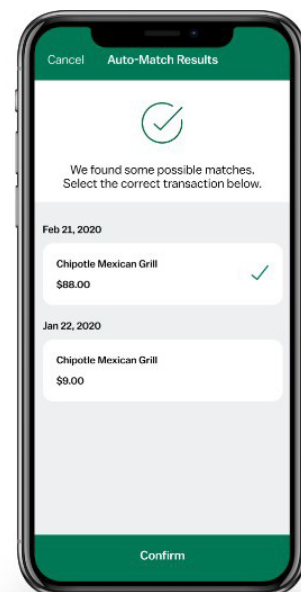 Cancel Auto-Match Results
We found some possible matches.
Select the correct transaction below.
Feb 21, 2020
Chipotle Mexican Grill
$88.00
Jan 22, 2020
Chipotle Mexican Grill
$9.00
Confirm